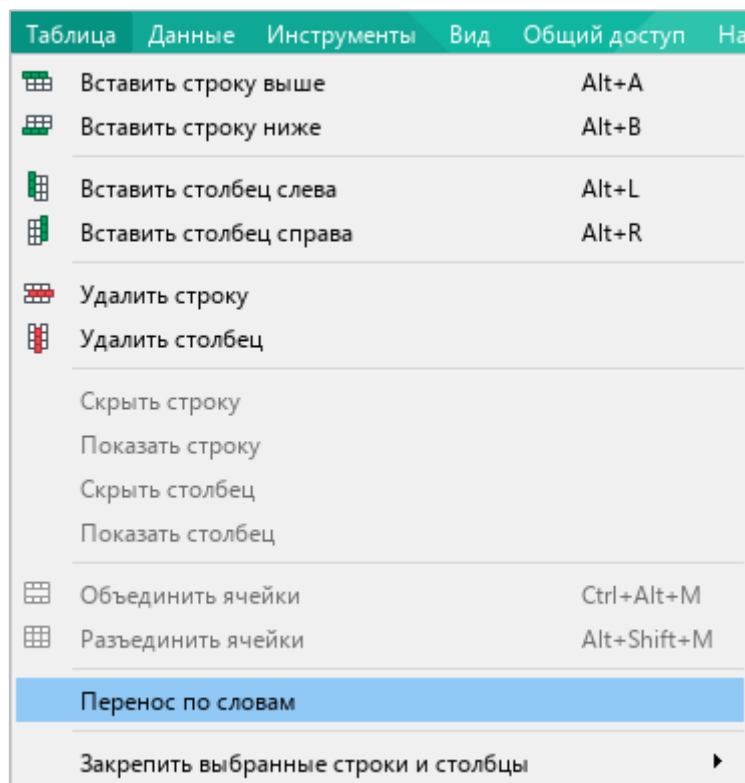 Таблица Данные Инструменты Вид Общий доступ На
Вставить строку выше Alt+A
Вставить строку ниже Alt+B
Вставить столбец слева Alt+L
Вставить столбец справа Alt+R
Удалить строку
Удалить столбец
Скрыть строку
Показать строку
Скрыть столбец
Показать столбец
Объединить ячейки Ctrl+Alt+M
Разъединить ячейки Alt+Shift+M
Перенос по словам
Закрепить выбранные строки и столбцы